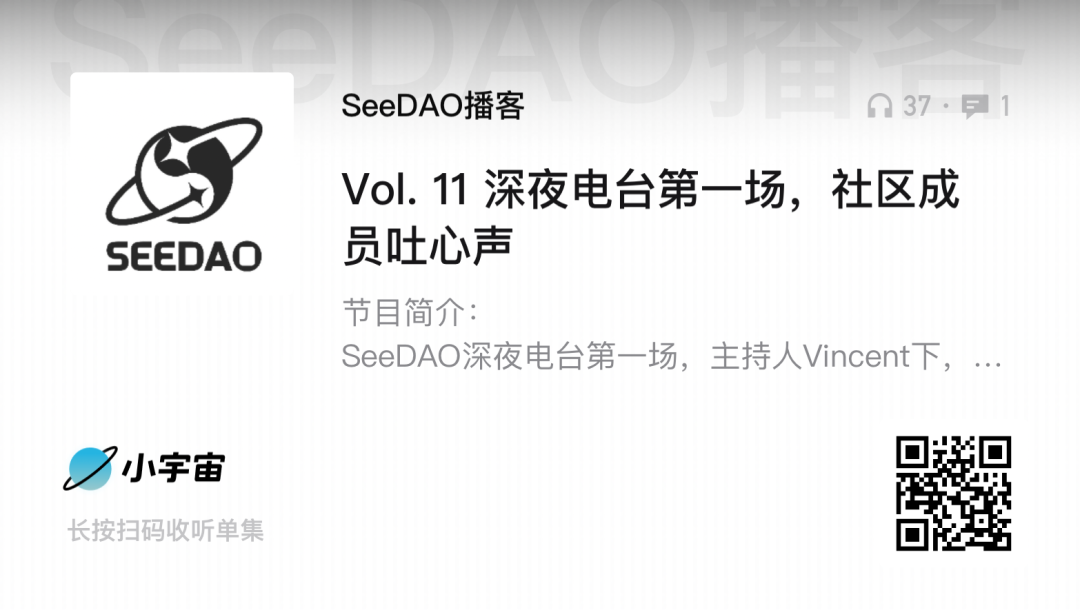 SeeDAO播客
SEEDAO
SeeDAO播客
37 · 1
Vol. 11 深夜电台第一场，社区成
员吐心声
节目简介：
SeeDAO深夜电台第一场，主持人Vincent下，…
小宇宙
长按扫码收听单集